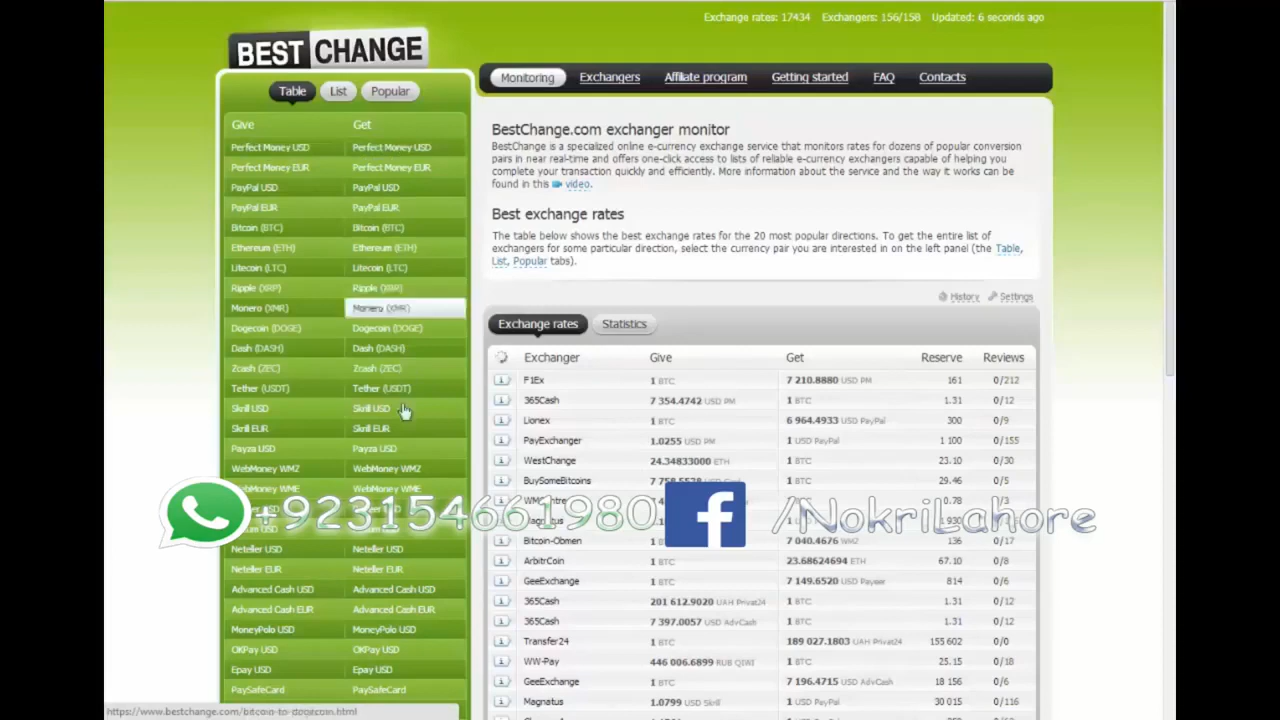 Exchange rates: 17434 Exchangers: 156/158 Updated: 6 seconds ago
BESTCHANGE
Monitoring Exchangers Affiliate program Getting started FAQ Contacts
Table List Popular
Give Get
Perfect Money USD Perfect Money USD
Perfect Money EUR Perfect Money EUR
PayPal USD PayPal USD
PayPal EUR PayPal EUR
Bitcoin (BTC) Bitcoin (BTC)
Ethereum (ETH) Ethereum (ETH)
Litecoin (LTC) Litecoin (LTC)
Ripple (XRP) Ripple (XRP)
Monero (XMR) Monero (XMR)
Dogecoin (DOGE) Dogecoin (DOGE)
Dash (DASH) Dash (DASH)
Zcash (ZEC) Zcash (ZEC)
Tether (USDT) Tether (USDT)
Skrill USD Skrill USD
Skrill EUR Skrill EUR
Payza USD Payza USD
WebMoney WMZ WebMoney WMZ
WebMoney WME WebMoney WME
Neteller USD Neteller USD
Neteller EUR Neteller EUR
Advanced Cash USD Advanced Cash USD
Advanced Cash EUR Advanced Cash EUR
MoneyPolo USD MoneyPolo USD
OKPay USD OKPay USD
Epay USD Epay USD
PaySafeCard PaySafeCard
https://www.bestchange.com/bitcoin-to-dogecoin.html
BestChange.com exchanger monitor
BestChange is a specialized online e-currency exchange service that monitors rates for dozens of popular conversion
pairs in near real-time and offers one-click access to lists of reliable e-currency exchangers capable of helping you
complete your transaction quickly and efficiently. More information about the service and the way it works can be
found in this video.
Best exchange rates
The table below shows the best exchange rates for the 20 most popular directions. To get the entire list of
exchangers for some particular direction, select the currency pair you are interested in on the left panel (the Table,
List, Popular tabs).
History Settings
Exchange rates Statistics
Exchanger Give Get Reserve Reviews
F1Ex 1 BTC 7 210.8880 USD PM 161 0/212
365Cash 7 354.4742 USD PM 1 BTC 1.31 0/12
Lionex 1 BTC 6 964.4933 USD PayPal 300 0/9
PayExchanger 1.0255 USD PM 1 USD PayPal 1 100 0/155
WestChange 24.34833000 ETH 1 BTC 23.10 0/30
BuySomeBitcoins 1 BTC 29.46 0/5
1 BTC 0.78 0/3
Magnatus 1 BTC 1 930
Bitcoin-Obmen 1 BTC 7 040.4676 WMZ 136 0/17
ArbitrCoin 1 BTC 23.68624694 ETH 67.10 0/8
GeeExchange 1 BTC 7 149.6520 USD Payeer 814 0/6
365Cash 201 612.9020 UAH Privat24 1 BTC 1.31 0/12
365Cash 7 397.0057 USD AdvCash 1 BTC 1.31 0/12
Transfer24 1 BTC 189 027.1803 UAH Privat24 155 602 0/0
WW-Pay 446 006.6899 RUB QIWI 1 BTC 25.15 0/18
GeeExchange 1 BTC 7 196.4715 USD AdvCash 18 156 0/6
Magnatus 1.0799 USD Skrill 1 BTC 30 015 0/116
+923154661980 f /NokriLahore